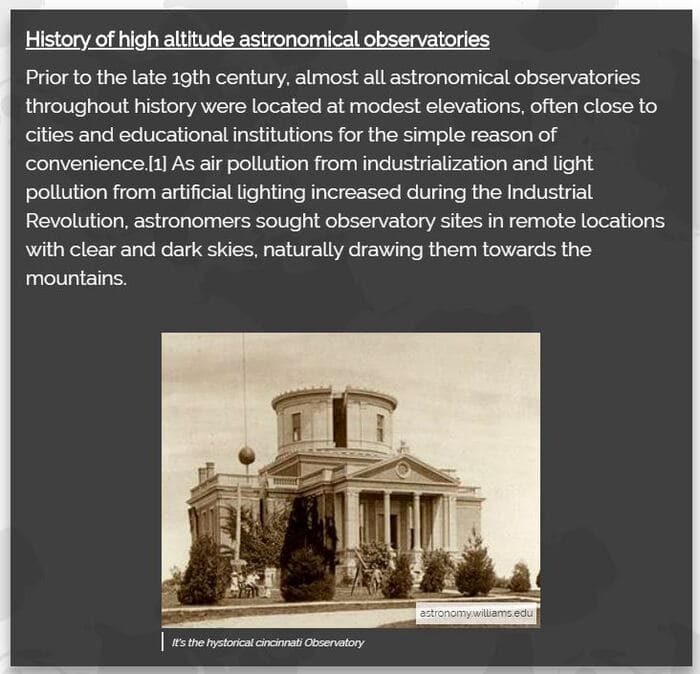 History of high altitude astronomical observatories
Prior to the late 19th century, almost all astronomical observatories
throughout history were located at modest elevations, often close to
cities and educational institutions for the simple reason of
convenience.[1] As air pollution from industrialization and light
pollution from artificial lighting increased during the Industrial
Revolution, astronomers sought observatory sites in remote locations
with clear and dark skies, naturally drawing them towards the
mountains.
astronomy.williams.edu
It's the hystorical cincinnati Observatory